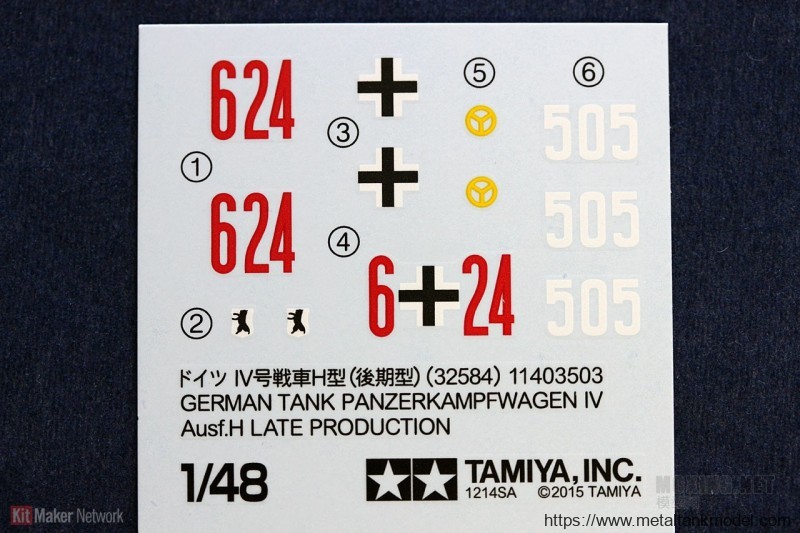 624
⑤
⑥
505
③
①
624
505
④
6
24
505
②
ドイツ Ⅳ号戦車H型(後期型)(32584) 11403503
GERMAN TANK PANZERKAMPFWAGEN IV
Ausf.H LATE PRODUCTION
1/48
TAMIYA, INC.
1214SA ©2015 TAMIYA
Kit Maker Network
https://www.metaltankmodel.com